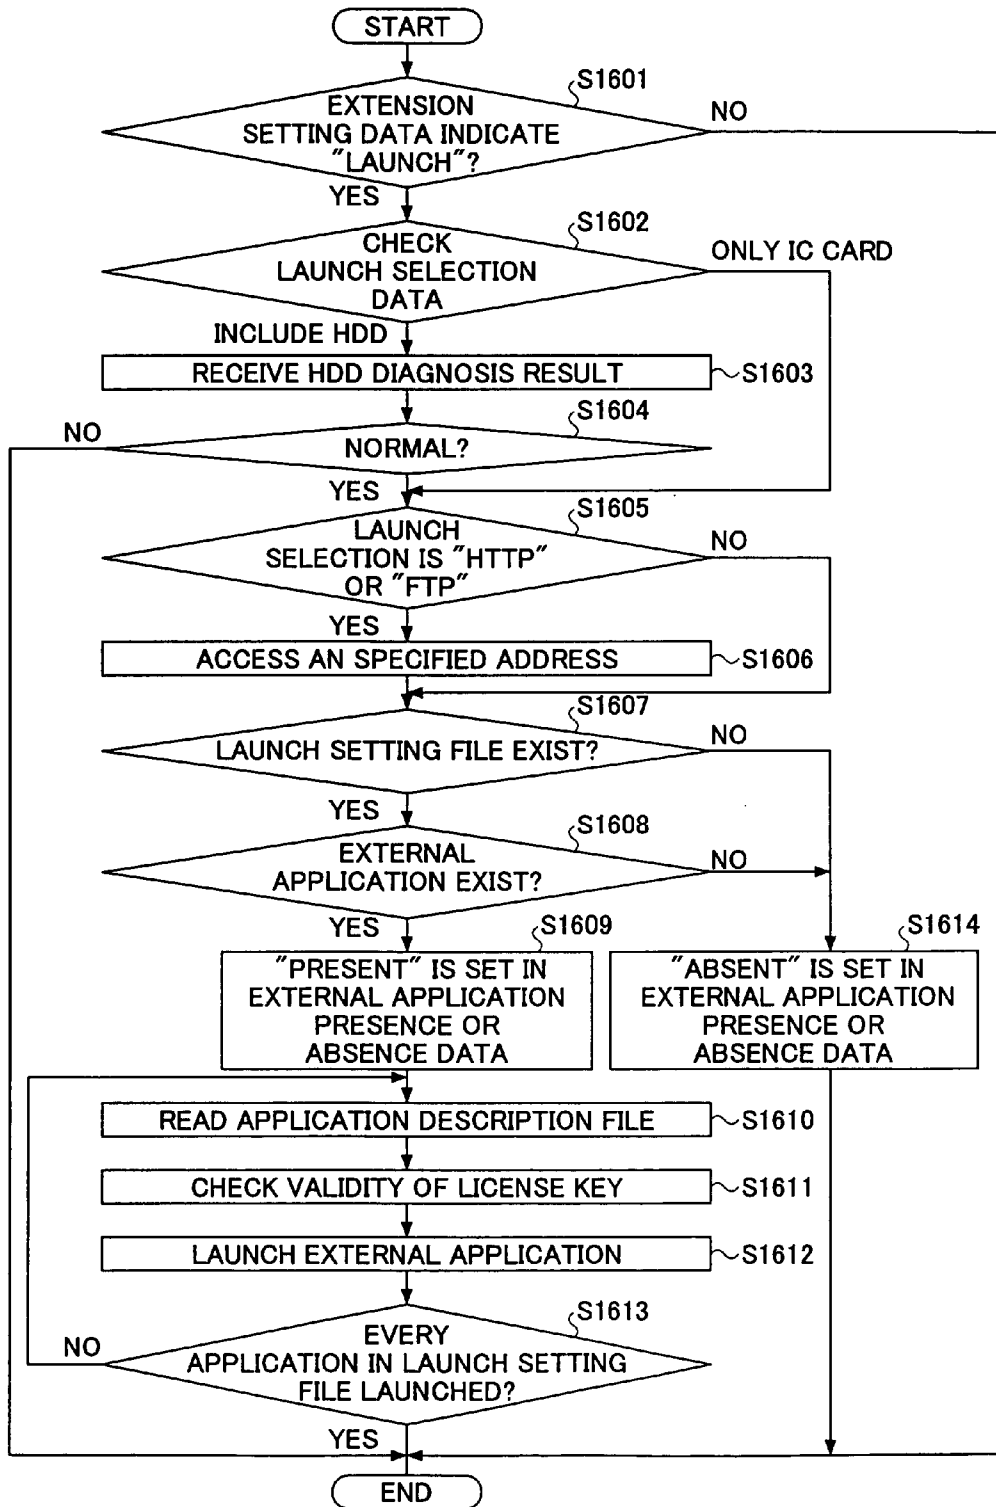 START
S1601
EXTENSION
SETTING DATA INDICATE
"LAUNCH"?
NO
YES
S1602
CHECK
LAUNCH SELECTION
DATA
ONLY IC CARD
INCLUDE HDD
RECEIVE HDD DIAGNOSIS RESULT
S1603
S1604
NO
NORMAL?
YES
S1605
LAUNCH
SELECTION IS "HTTP"
OR "FTP"
NO
YES
ACCESS AN SPECIFIED ADDRESS
S1606
S1607
LAUNCH SETTING FILE EXIST?
NO
YES
S1608
EXTERNAL
APPLICATION EXIST?
NO
YES
S1609
"PRESENT" IS SET IN
EXTERNAL APPLICATION
PRESENCE OR
ABSENCE DATA
S1614
"ABSENT" IS SET IN
EXTERNAL APPLICATION
PRESENCE OR
ABSENCE DATA
READ APPLICATION DESCRIPTION FILE
S1610
CHECK VALIDITY OF LICENSE KEY
S1611
LAUNCH EXTERNAL APPLICATION
S1612
S1613
NO
EVERY
APPLICATION IN LAUNCH SETTING
FILE LAUNCHED?
YES
END